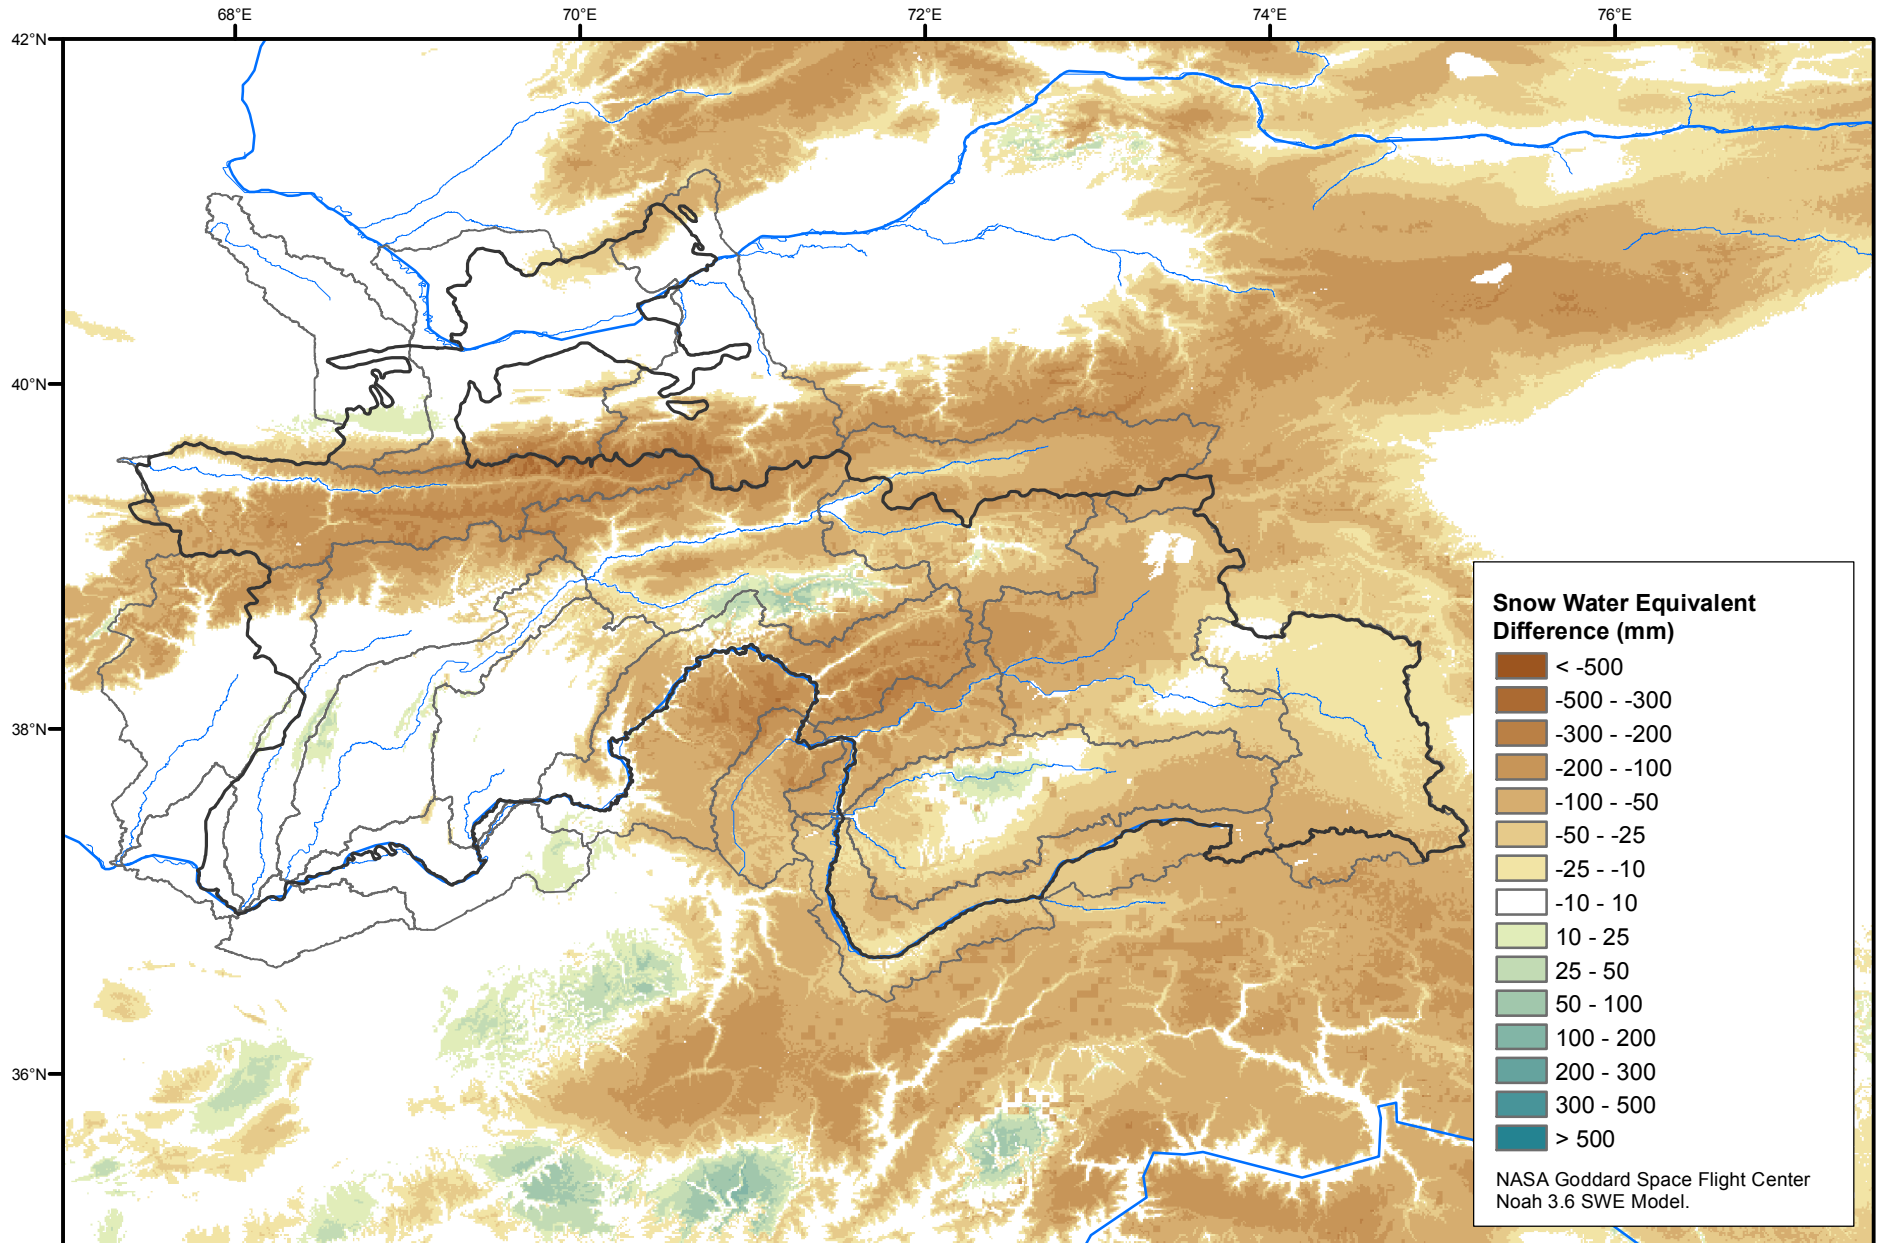 68°E
70°E
72°E
74°E
76°E
42°N
40°N
38°N
36°N
Snow Water Equivalent
Difference (mm)
< -500
-500 - -300
-300 - -200
-200 - -100
-100 - -50
-50 - -25
-25 - -10
-10 - 10
10 - 25
25 - 50
50 - 100
100 - 200
200 - 300
300 - 500
> 500
NASA Goddard Space Flight Center
Noah 3.6 SWE Model.